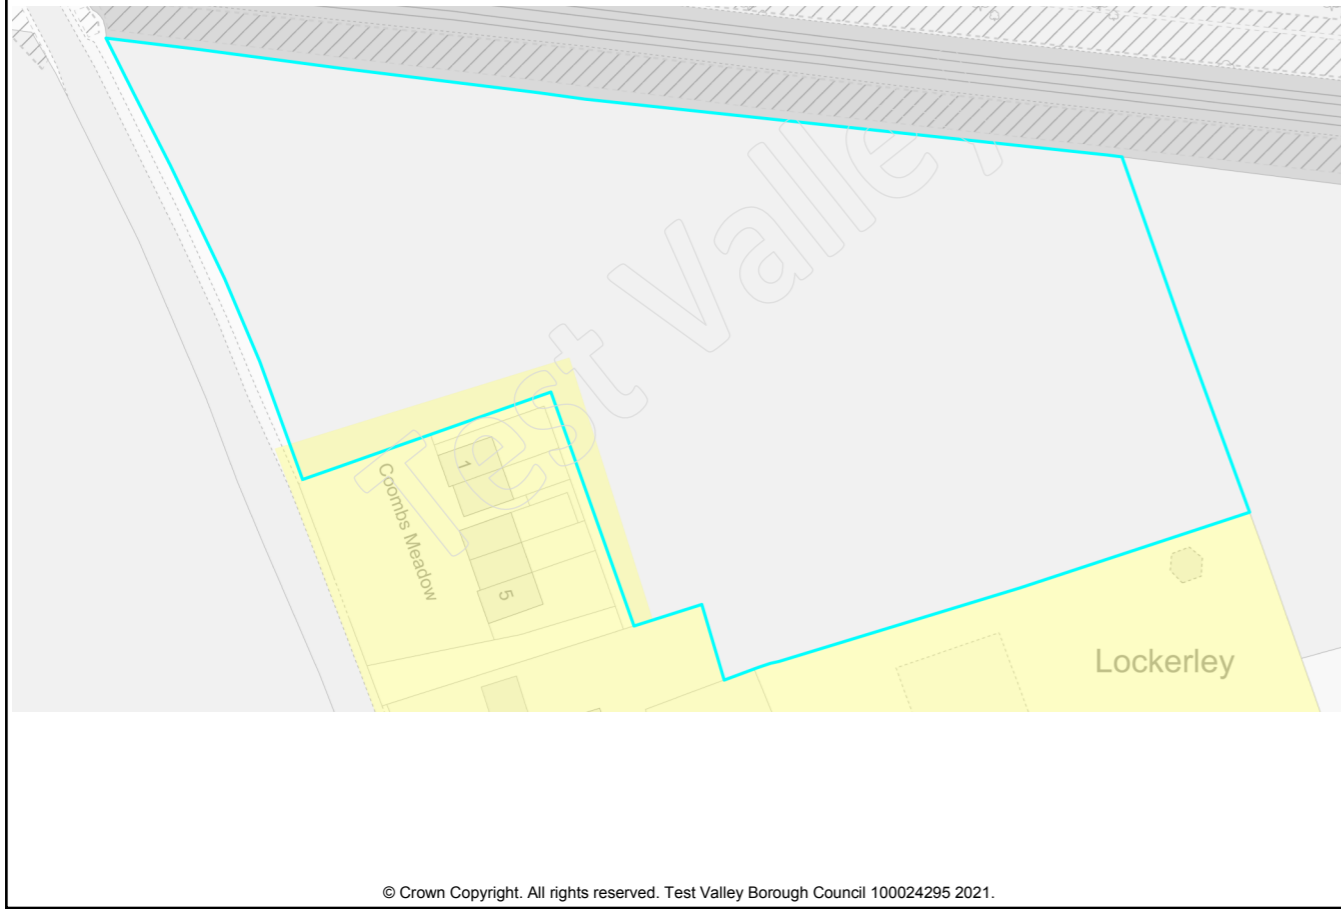 Test Valley
1
Coombs Meadow
5
Lockerley
© Crown Copyright. All rights reserved. Test Valley Borough Council 100024295 2021.